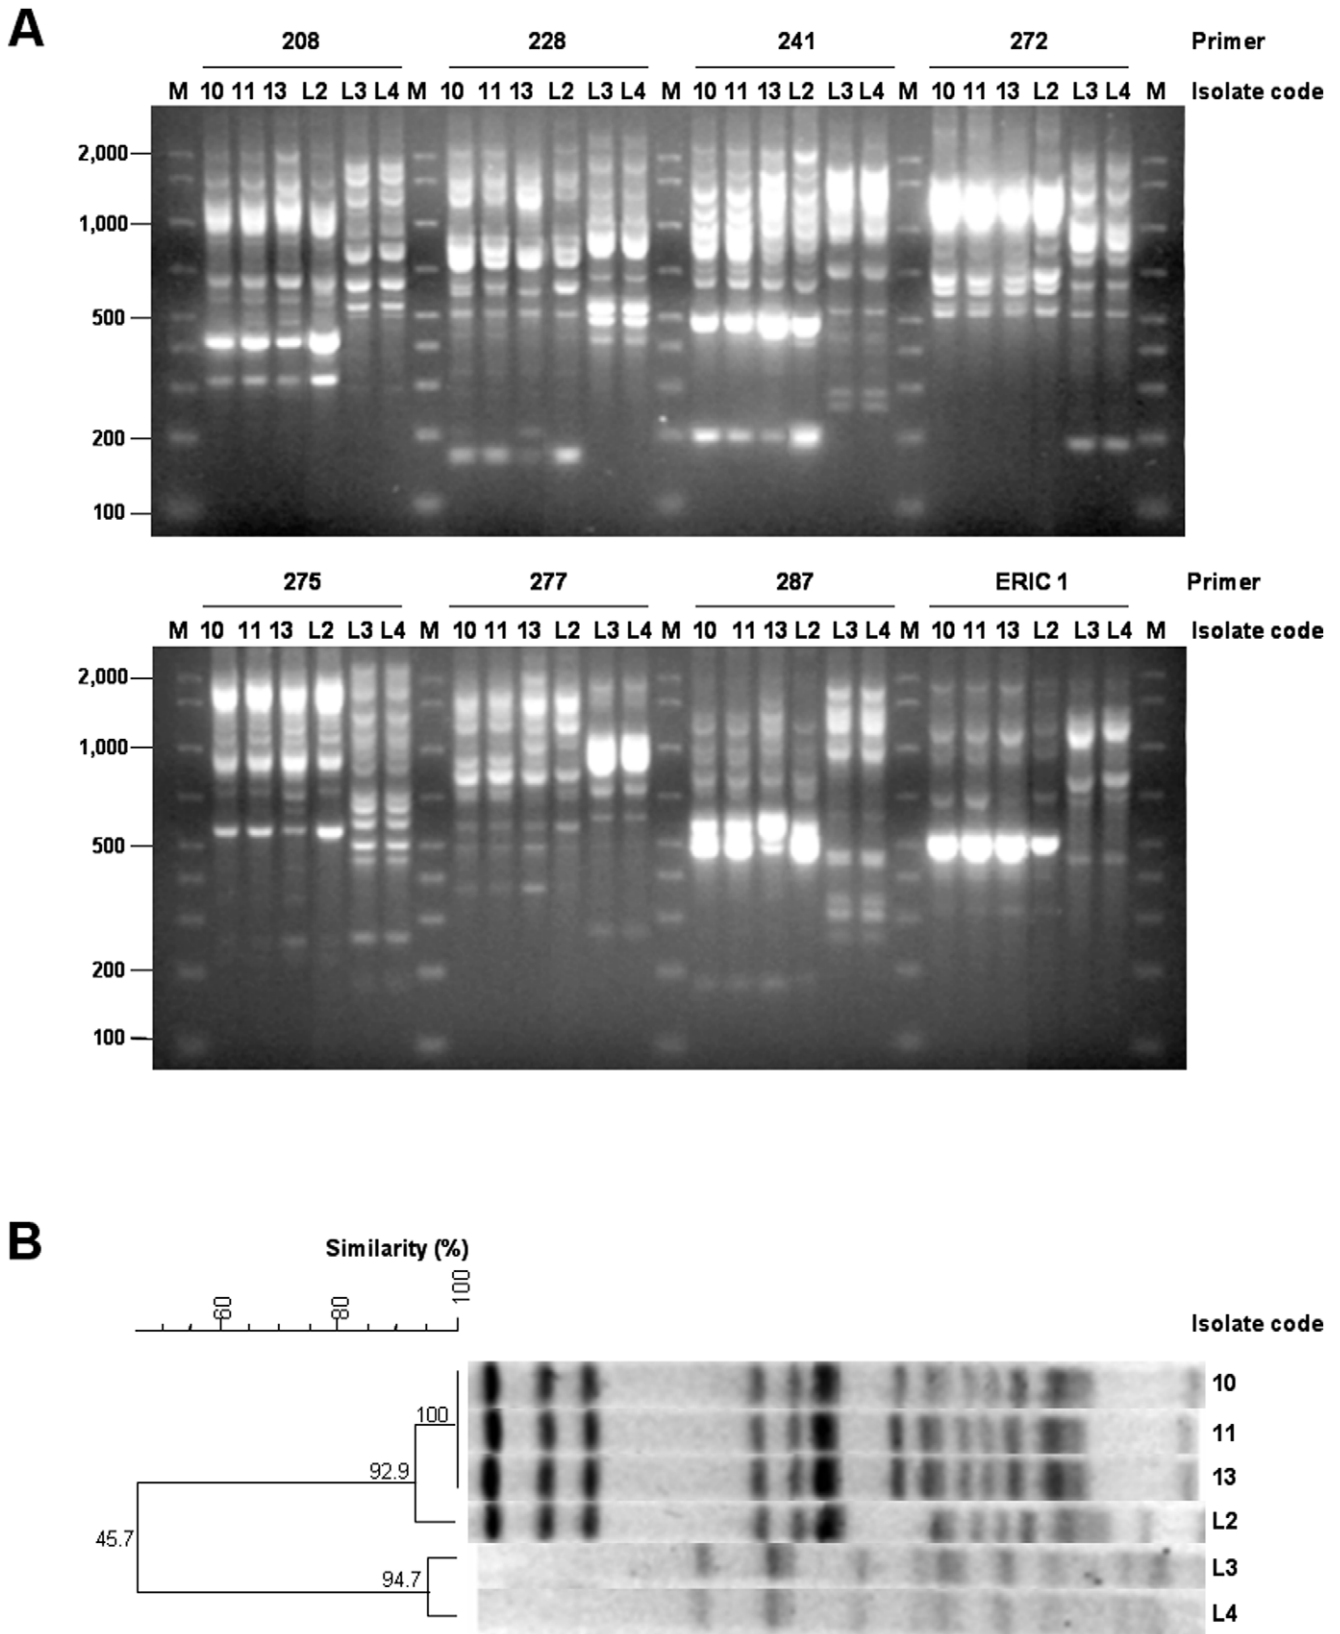 A
208 228 241 272 Primer
M 10 11 13 L2 L3 L4 M 10 11 13 L2 L3 L4 M 10 11 13 L2 L3 L4 M 10 11 13 L2 L3 L4 M Isolate code
2,000
1,000
500
200
100
275 277 287 ERIC 1 Primer
M 10 11 13 L2 L3 L4 M 10 11 13 L2 L3 L4 M 10 11 13 L2 L3 L4 M 10 11 13 L2 L3 L4 M Isolate code
2,000
1,000
500
200
100
B
Similarity (%)
60 80 100
Isolate code
10
100
11
92.9
13
L2
45.7
L3
94.7
L4